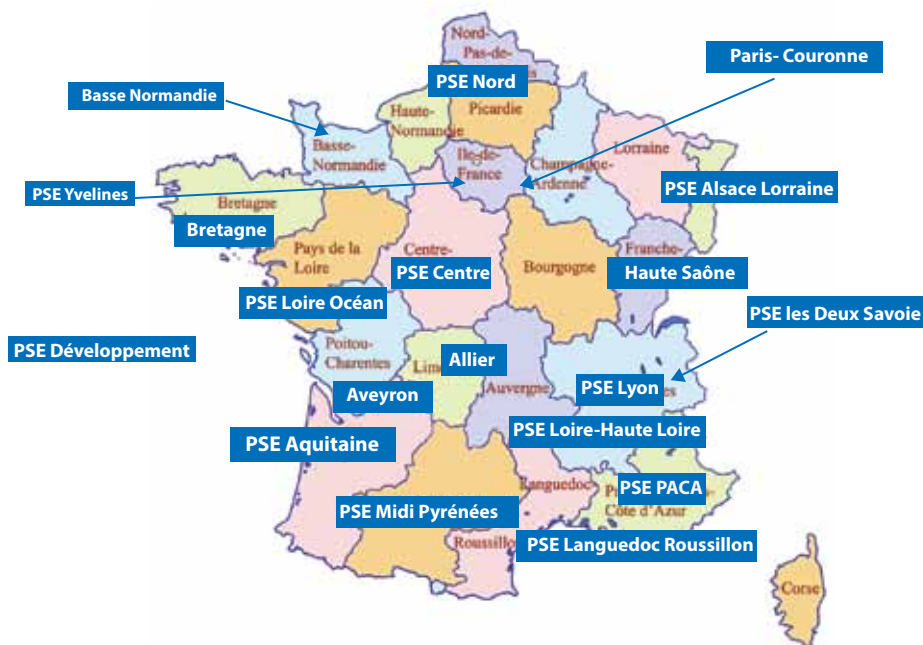 Nord-
Pas-de-
PSE Nord
Paris- Couronne
Basse Normandie
Haute-
Normandie
Picardie
Basse-
Normandie
Ile-de-
France
Champagne-
Ardenne
Lorraine
PSE Yvelines
PSE Alsace Lorraine
Bretagne
Bretagne
Pays de la
Loire
Centre-
PSE Centre
Bourgogne
Franche-
Haute Saône
PSE Loire Océan
PSE les Deux Savoie
PSE Développement
Poitou-
Charentes
Allier
Auvergne
Aveyron
PSE Lyon
PSE Aquitaine
PSE Loire-Haute Loire
Languedoc
PSE PACA
Côte d'Azur
PSE Midi Pyrénées
Roussillon
PSE Languedoc Roussillon
Corse